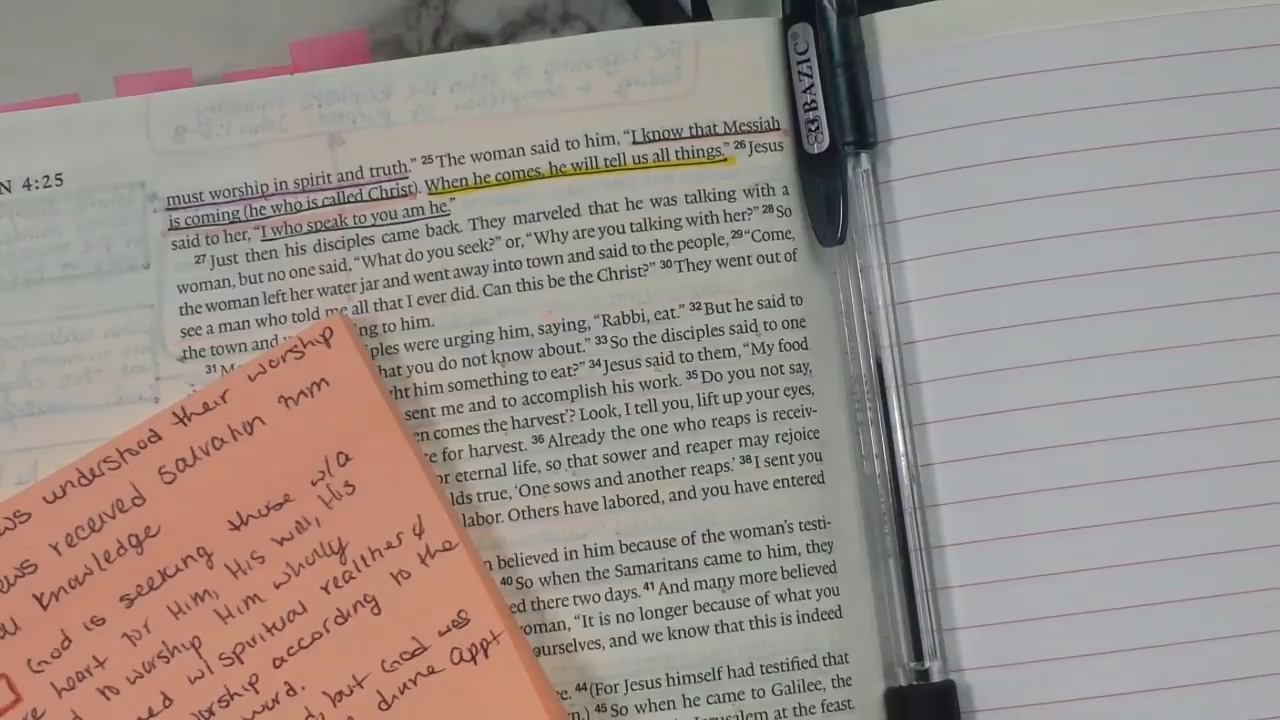 N 4:25
must worship in spirit and truth.” 25 The woman said to him, “I know that Messiah
is coming (he who is called Christ). When he comes, he will tell us all things.” 26 Jesus
said to her, “I who speak to you am he.”
27 Just then his disciples came back. They marveled that he was talking with a
woman, but no one said, “What do you seek?” or, “Why are you talking with her?” 28 So
the woman left her water jar and went away into town and said to the people, 29 “Come,
see a man who told me all that I ever did. Can this be the Christ?” 30 They went out of
the town and ing to him.
31 M ples were urging him, saying, “Rabbi, eat.” 32 But he said to
hat you do not know about.” 33 So the disciples said to one
ht him something to eat?” 34 Jesus said to them, “My food
sent me and to accomplish his work. 35 Do you not say,
en comes the harvest’? Look, I tell you, lift up your eyes,
e for harvest. 36 Already the one who reaps is receiv-
or eternal life, so that sower and reaper may rejoice
lds true, ‘One sows and another reaps.’ 38 I sent you
labor. Others have labored, and you have entered
n believed in him because of the woman’s testi-
40 So when the Samaritans came to him, they
ed there two days. 41 And many more believed
oman, “It is no longer because of what you
ourselves, and we know that this is indeed
e. 44 (For Jesus himself had testified that
n.) 45 So when he came to Galilee, the
usalem at the feast.
ws understood their worship
ews received salvation from
knowledge
God is seeking those w/a
heart for Him, His will, His
to worship Him wholly
ed w/ spiritual realities &
orship according to the
word.
but God was
divine appt
BAZIC